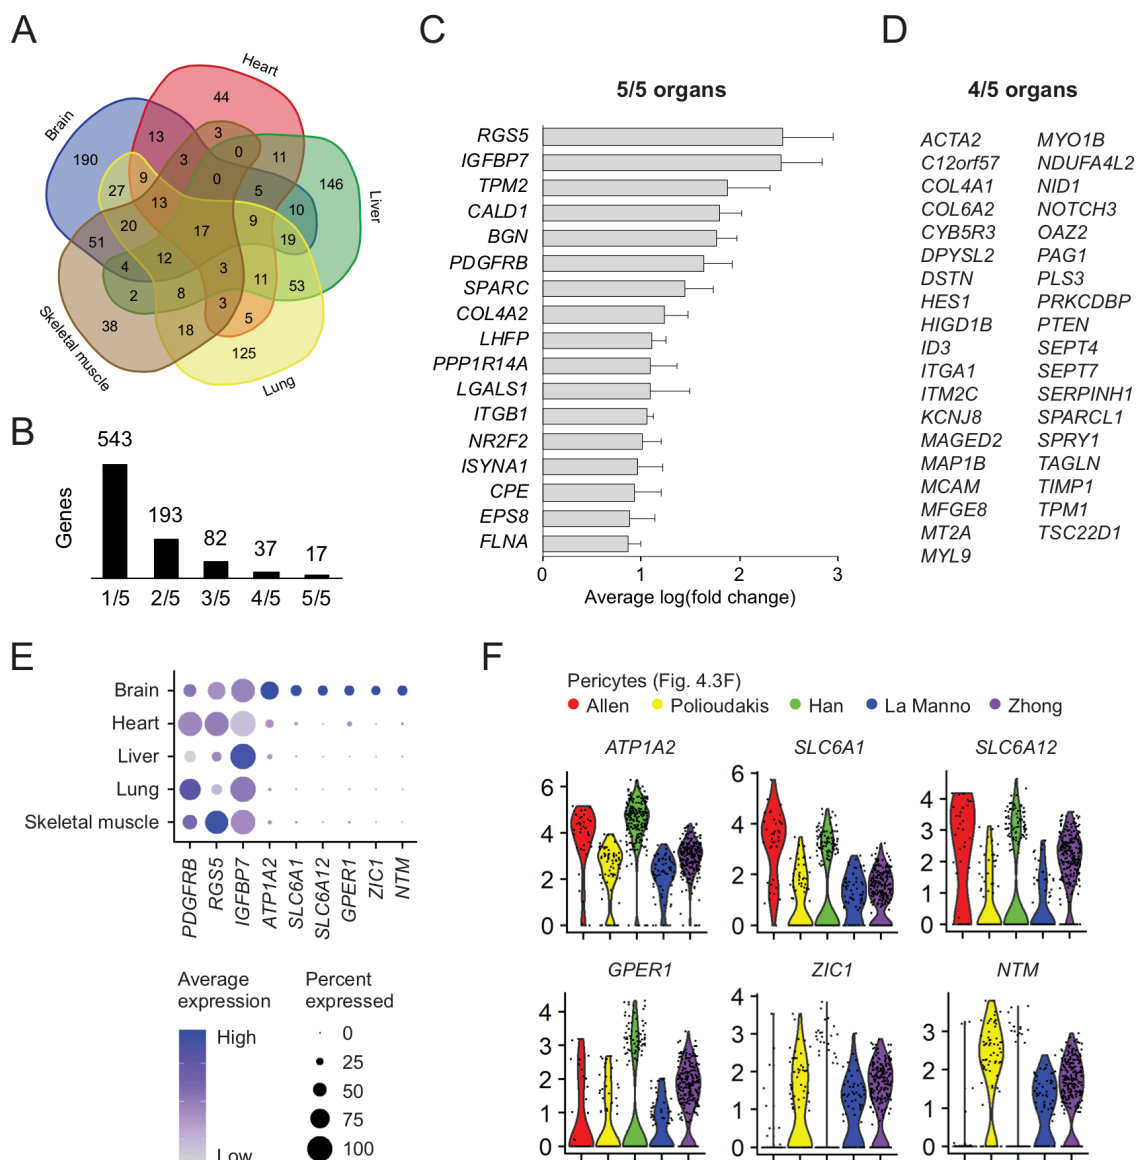 A
Heart
Brain
Liver
Skeletal muscle
Lung
44
13
3
0
11
190
3
146
27
9
0
5
13
10
20
17
9
51
19
12
4
3
11
53
2
8
3
5
38
18
125
B
Genes
543
193
82
37
17
1/5 2/5 3/5 4/5 5/5
C
5/5 organs
RGS5
IGFBP7
TPM2
CALD1
BGN
PDGFRB
SPARC
COL4A2
LHFP
PPP1R14A
LGALS1
ITGB1
NR2F2
ISYNA1
CPE
EPS8
FLNA
0 1 2 3
Average log(fold change)
D
4/5 organs
ACTA2 MYO1B
C12orf57 NDUFA4L2
COL4A1 NID1
COL6A2 NOTCH3
CYB5R3 OAZ2
DPYSL2 PAG1
DSTN PLS3
HES1 PRKCDBP
HIGD1B PTEN
ID3 SEPT4
ITGA1 SEPT7
ITM2C SERPINH1
KCNJ8 SPARCL1
MAGED2 SPRY1
MAP1B TAGLN
MCAM TIMP1
MFGE8 TPM1
MT2A TSC22D1
MYL9
E
Brain
Heart
Liver
Lung
Skeletal muscle
PDGFRB
RGS5
IGFBP7
ATP1A2
SLC6A1
SLC6A12
GPER1
ZIC1
NTM
Average
expression
High
Low
Percent
expressed
0
25
50
75
100
F
Pericytes (Fig. 4.3F)
Allen Polioudakis Han La Manno Zhong
ATP1A2
6
4
2
0
SLC6A1
6
4
2
0
SLC6A12
4
3
2
1
0
GPER1
4
3
2
1
0
ZIC1
4
3
2
1
0
NTM
3
2
1
0